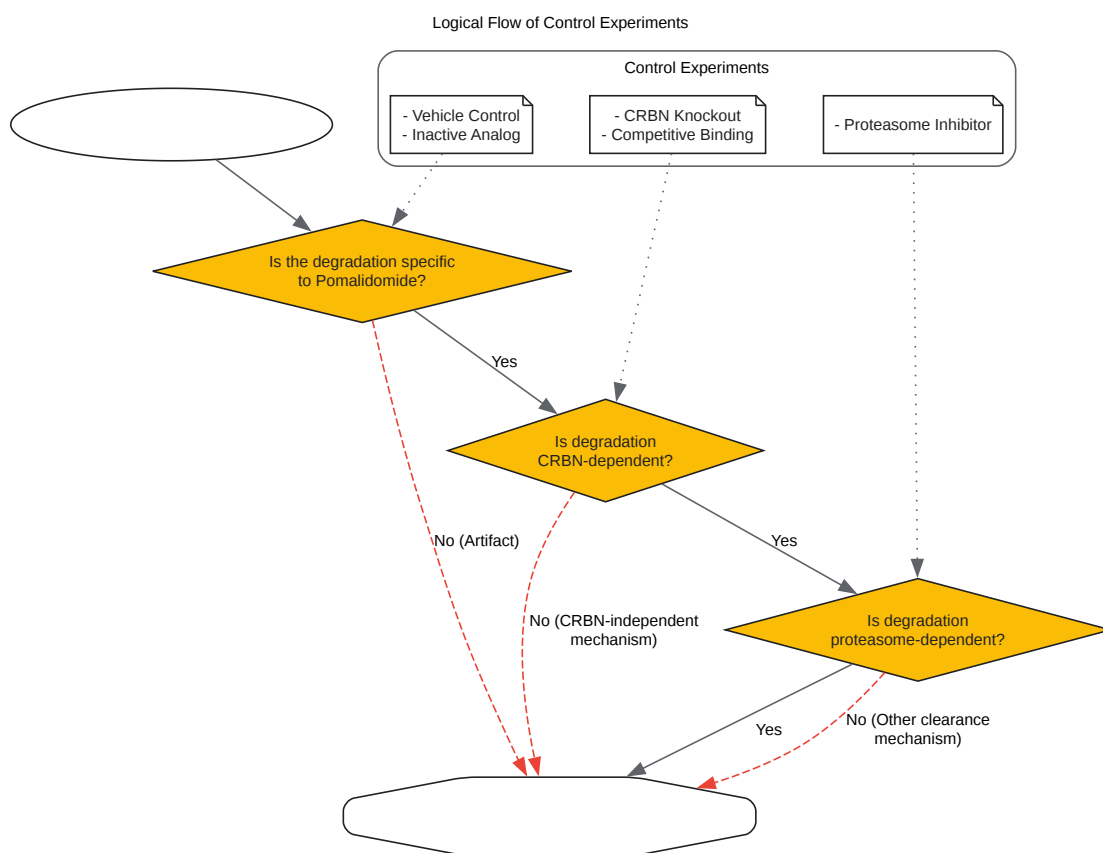 Logical Flow of Control Experiments
Control Experiments
- Vehicle Control
- Inactive Analog
- CRBN Knockout
- Competitive Binding
- Proteasome Inhibitor
Is the degradation specific
to Pomalidomide?
Yes
Is degradation
CRBN-dependent?
No (Artifact)
Yes
No (CRBN-independent
mechanism)
Is degradation
proteasome-dependent?
Yes
No (Other clearance
mechanism)